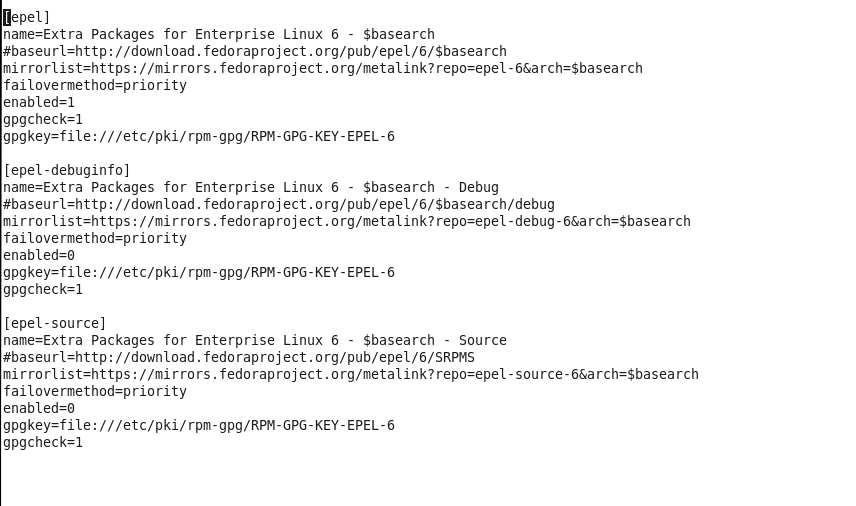 [epel]
name=Extra Packages for Enterprise Linux 6 - $basearch
#baseurl=http://download.fedoraproject.org/pub/epel/6/$basearch
mirrorlist=https://mirrors.fedoraproject.org/metalink?repo=epel-6&arch=$basearch
failovermethod=priority
enabled=1
gpgcheck=1
gpgkey=file:///etc/pki/rpm-gpg/RPM-GPG-KEY-EPEL-6

[epel-debuginfo]
name=Extra Packages for Enterprise Linux 6 - $basearch - Debug
#baseurl=http://download.fedoraproject.org/pub/epel/6/$basearch/debug
mirrorlist=https://mirrors.fedoraproject.org/metalink?repo=epel-debug-6&arch=$basearch
failovermethod=priority
enabled=0
gpgkey=file:///etc/pki/rpm-gpg/RPM-GPG-KEY-EPEL-6
gpgcheck=1

[epel-source]
name=Extra Packages for Enterprise Linux 6 - $basearch - Source
#baseurl=http://download.fedoraproject.org/pub/epel/6/SRPMS
mirrorlist=https://mirrors.fedoraproject.org/metalink?repo=epel-source-6&arch=$basearch
failovermethod=priority
enabled=0
gpgkey=file:///etc/pki/rpm-gpg/RPM-GPG-KEY-EPEL-6
gpgcheck=1